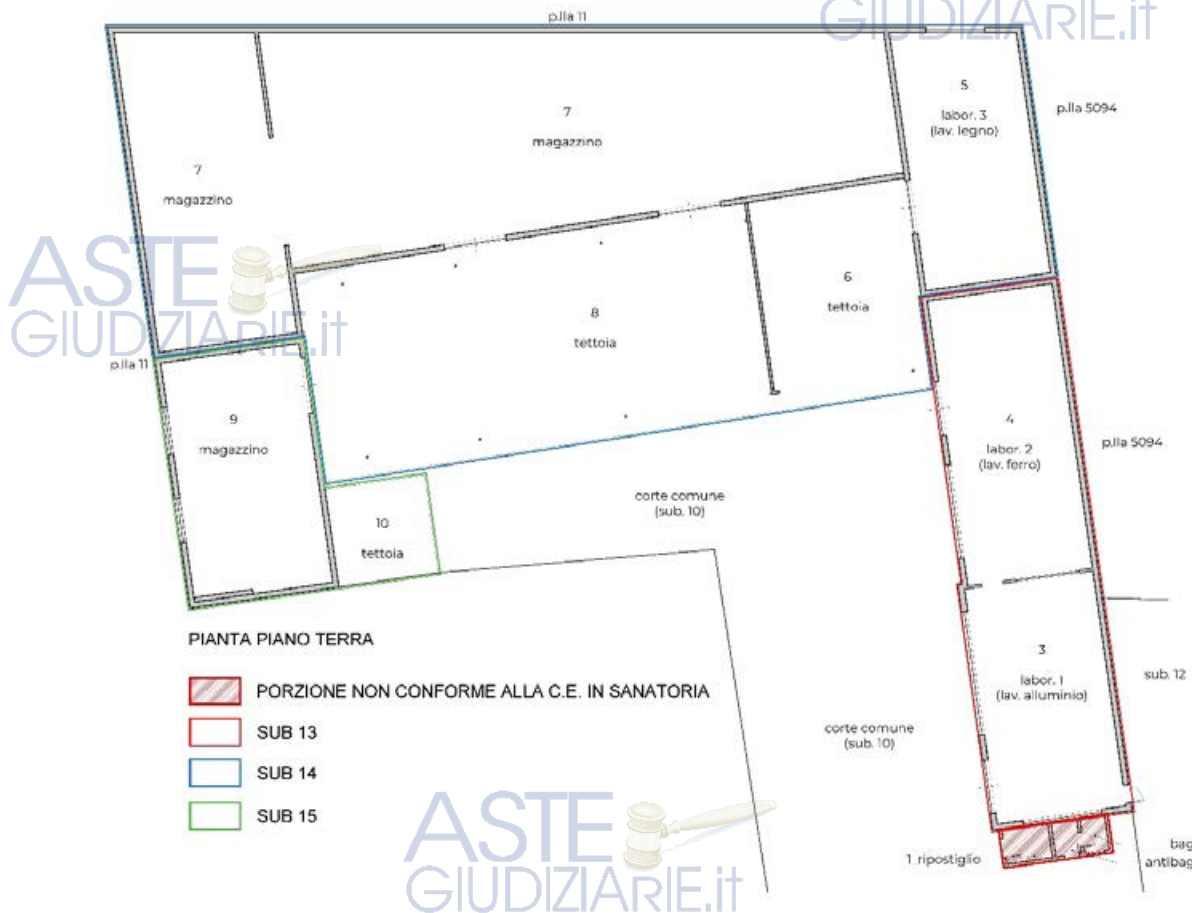 p.lla 11
GIUDIZIARIE.it
5
labor. 3
(lav. legno)
p.lla 5094
7
magazzino
7
magazzino
ASTE
GIUDIZIARIE.it
6
tettoia
8
tettoia
p.lla 11
9
magazzino
4
labor. 2
(lav. ferro)
p.lla 5094
corte comune
(sub. 10)
10
tettoia
PIANTA PIANO TERRA
PORZIONE NON CONFORME ALLA C.E. IN SANATORIA
SUB 13
SUB 14
SUB 15
3
labor. 1
(lav. alluminio)
sub. 12
corte comune
(sub. 10)
ASTE
GIUDIZIARIE.it
1 ripostiglio
bag
antibag